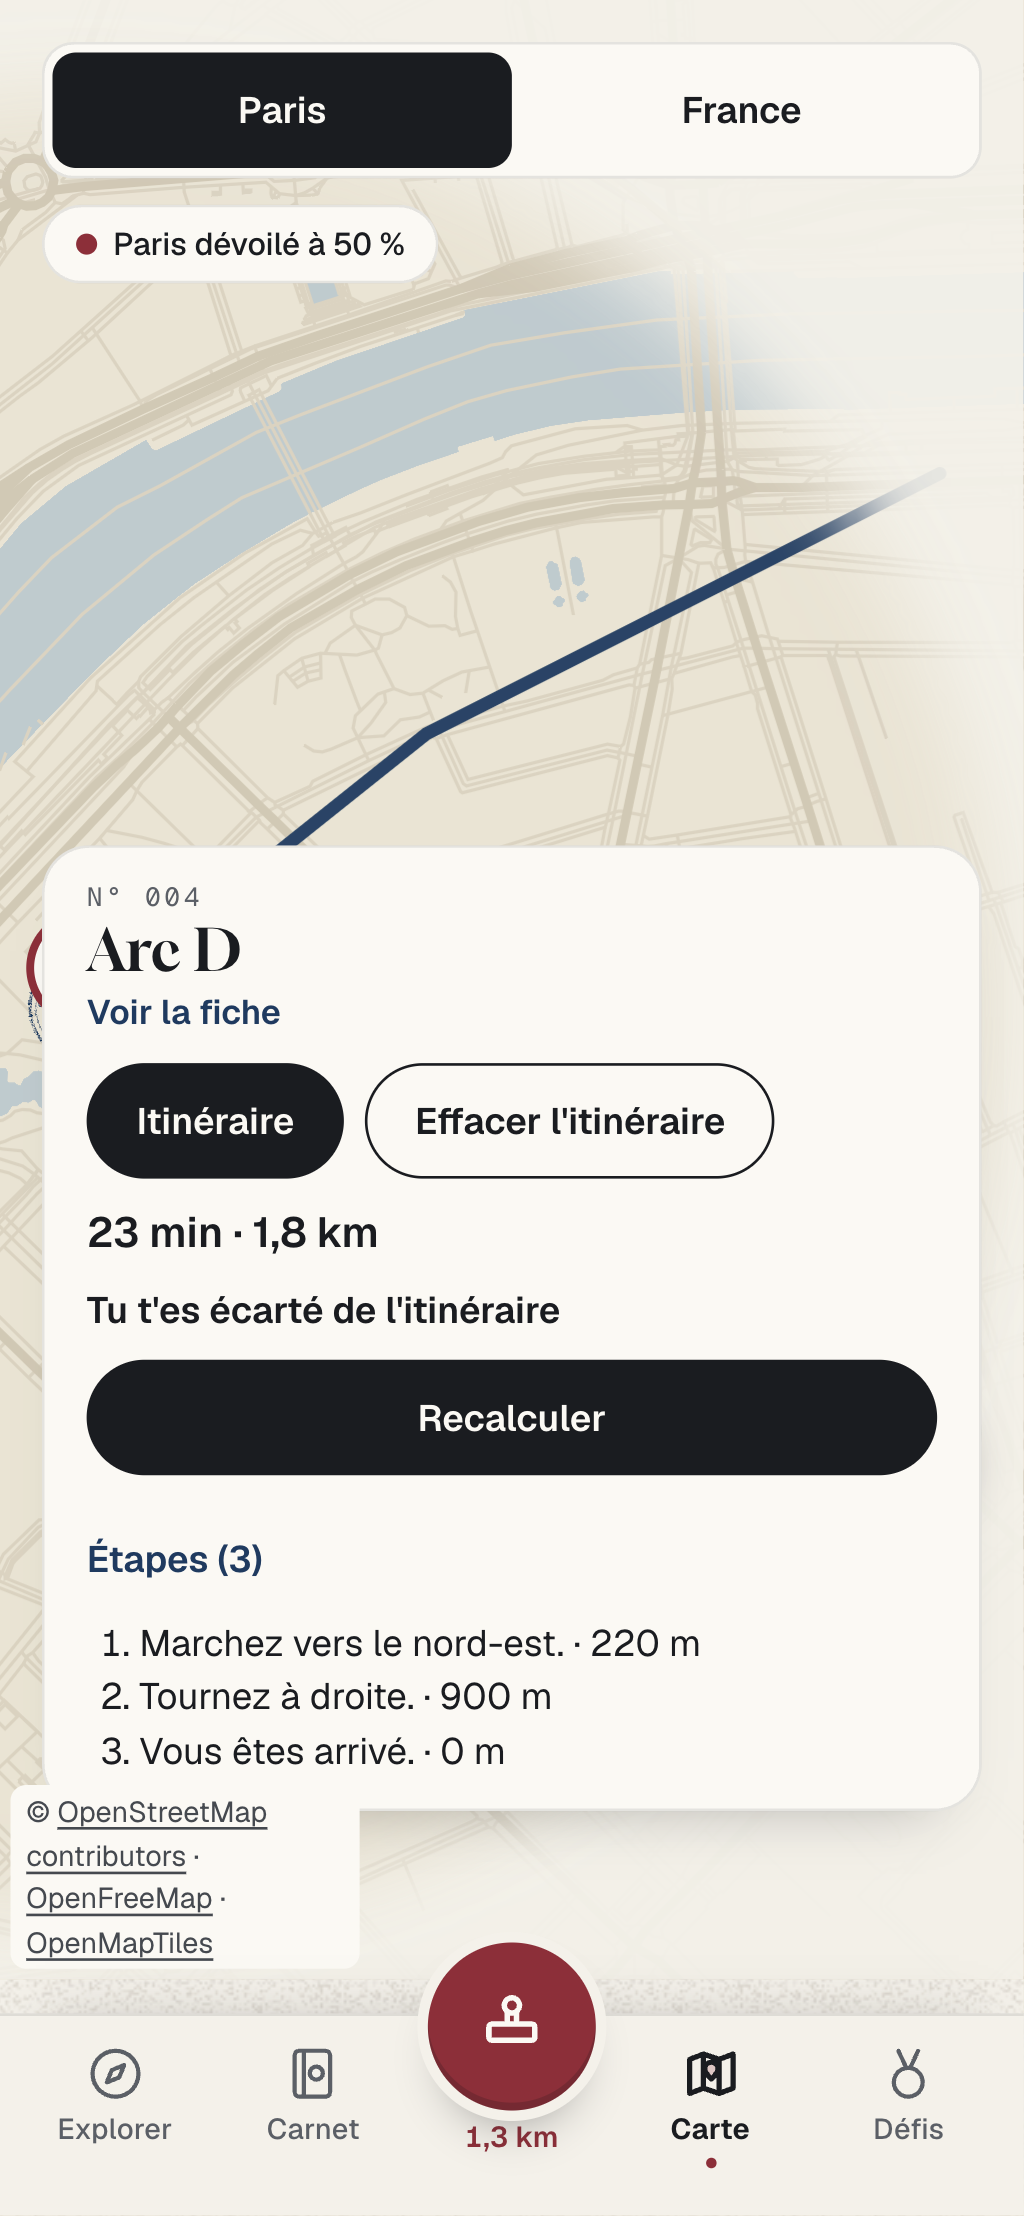 Paris
France
Paris dévoilé à 50 %
N° 004
Arc D
Voir la fiche
Itinéraire
Effacer l'itinéraire
23 min · 1,8 km
Tu t'es écarté de l'itinéraire
Recalculer
Étapes (3)
1. Marchez vers le nord-est. · 220 m
2. Tournez à droite. · 900 m
3. Vous êtes arrivé. · 0 m
© OpenStreetMap
contributors ·
OpenFreeMap ·
OpenMapTiles
Explorer
Carnet
1,3 km
Carte
Défis